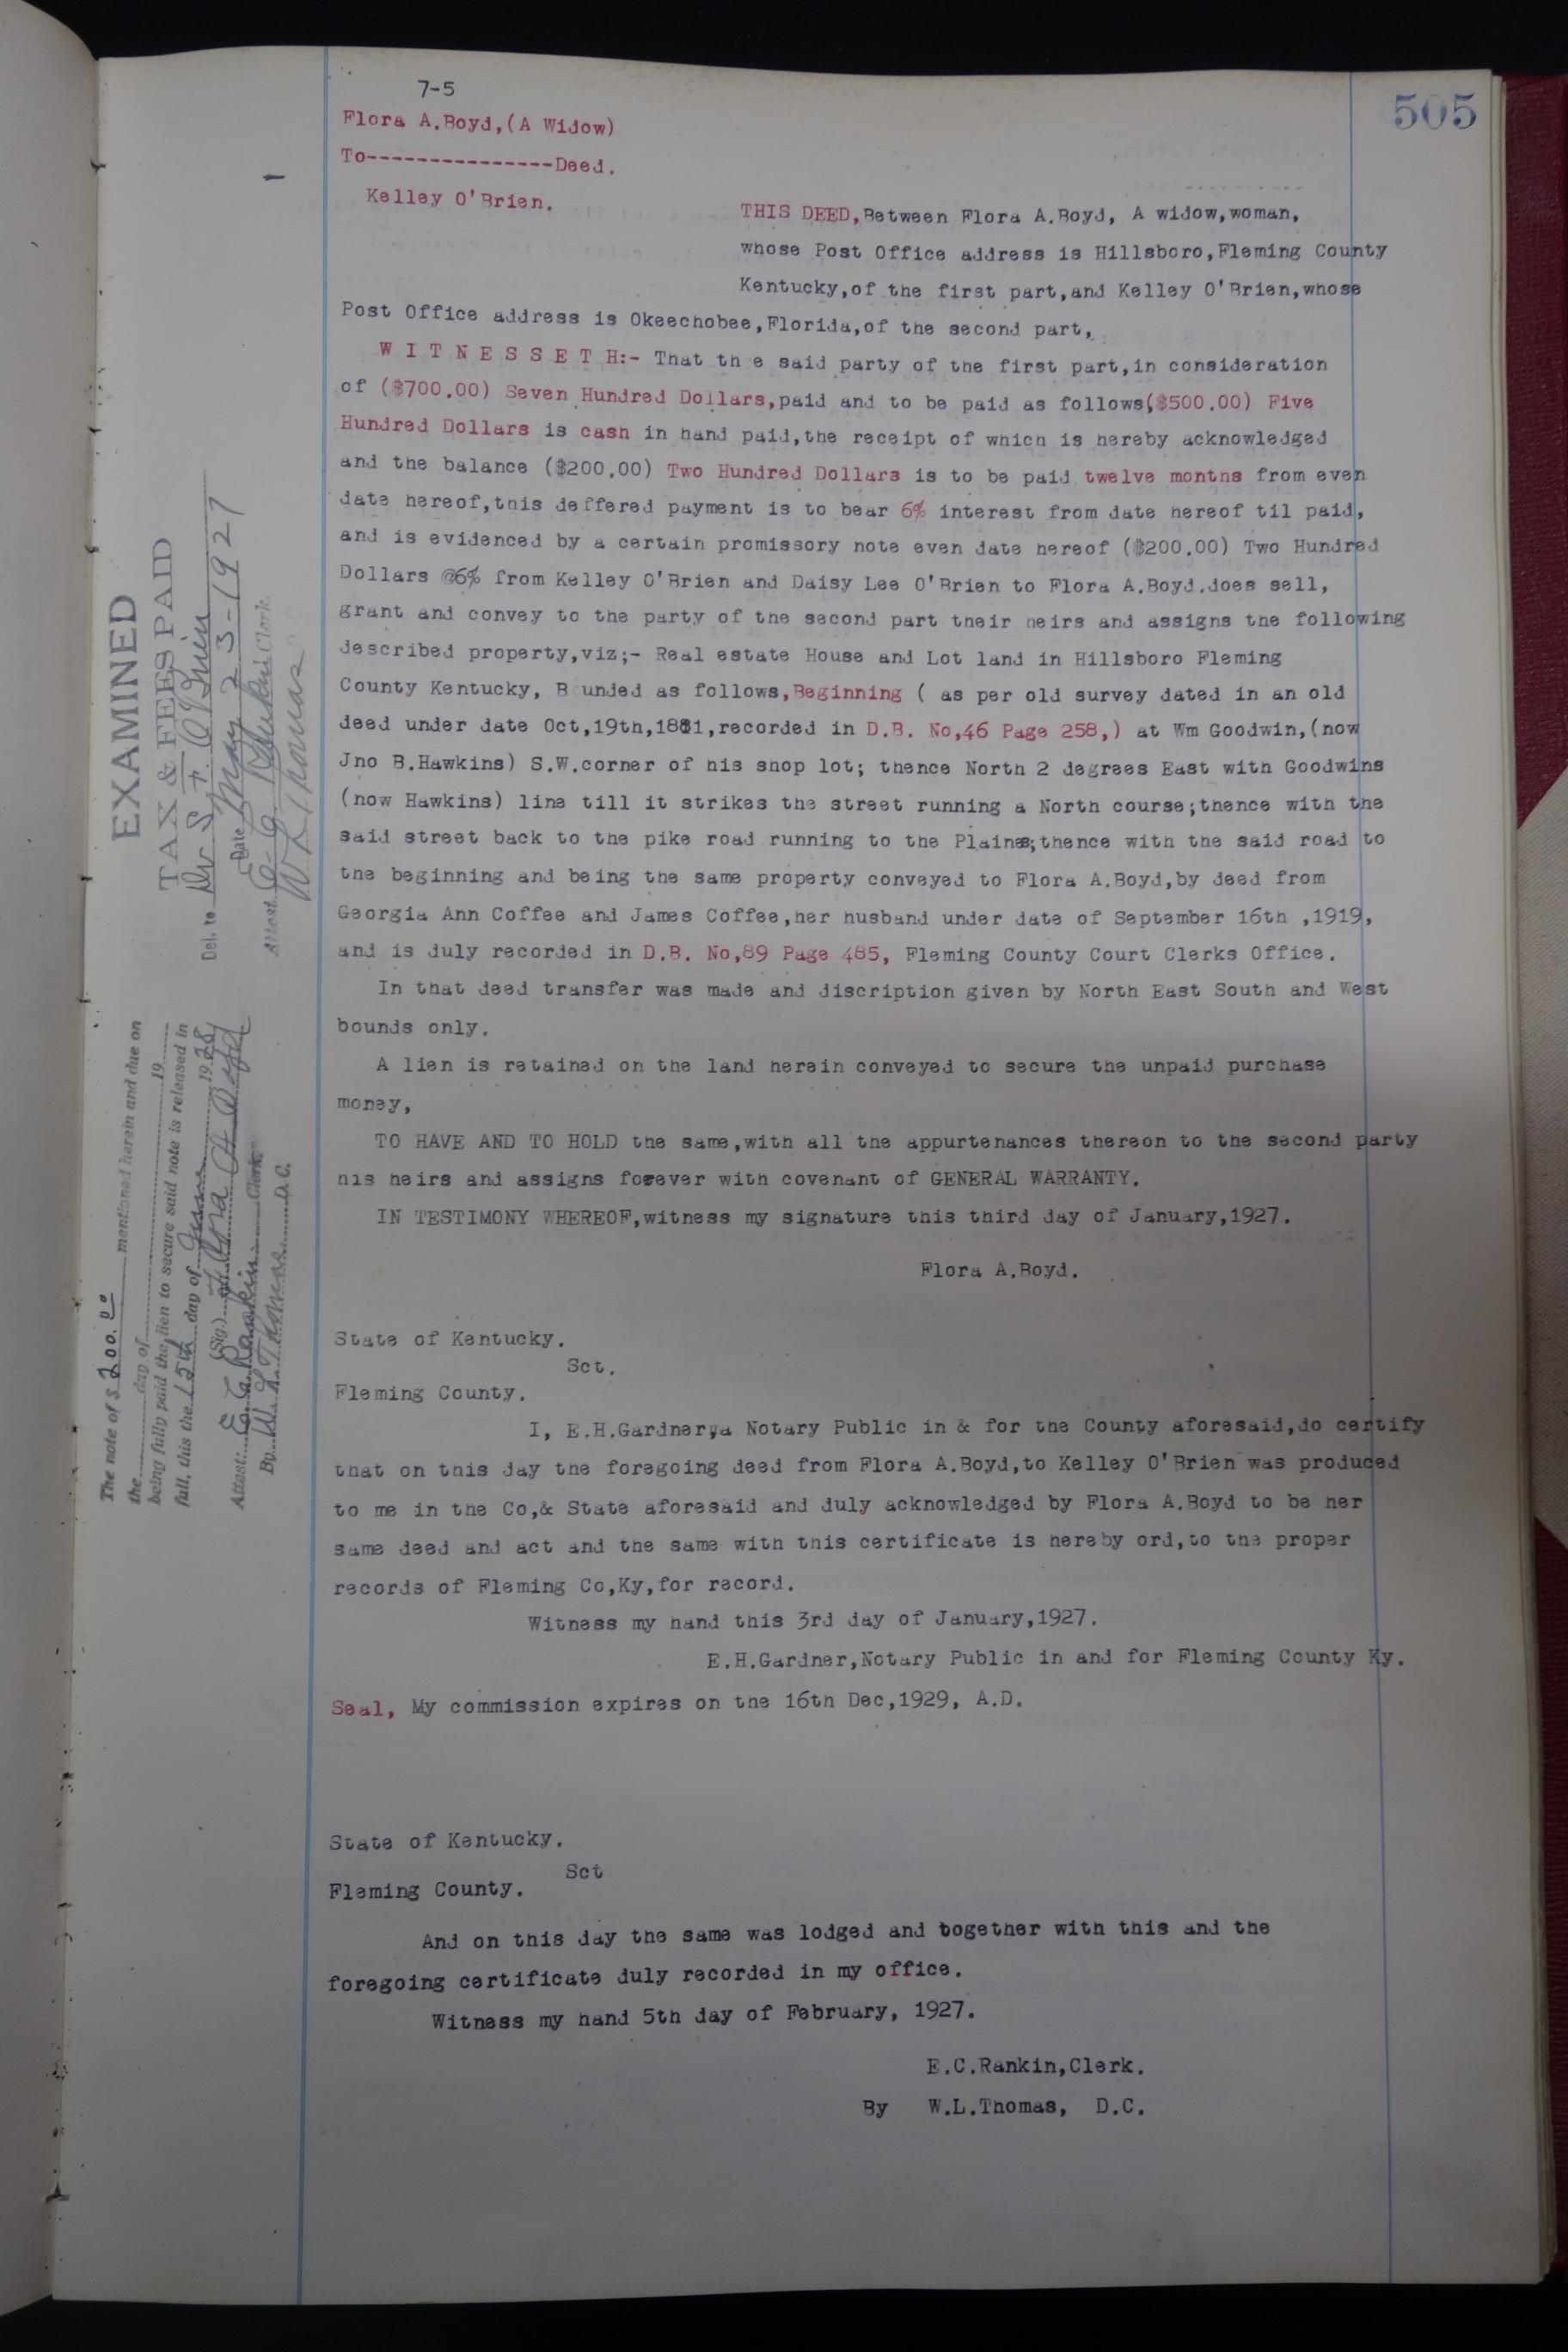 505
7-5
Flora A.Boyd,(A Widow)
To---------------Deed.
Kelley O'Brien.
THIS DEED,Between Flora A.Boyd, A widow,woman,
whose Post Office address is Hillsboro,Fleming County
Kentucky,of the first part,and Kelley O'Brien,whose
Post Office address is Okeechobee,Florida,of the second part,
W I T N E S S E T H:- That th e said party of the first part,in consideration
of ($700.00) Seven Hundred Dollars,paid and to be paid as follows,($500.00) Five
Hundred Dollars is cash in hand paid,the receipt of which is hereby acknowledged
and the balance ($200.00) Two Hundred Dollars is to be paid twelve months from even
date hereof,this deffered payment is to bear 6% interest from date hereof til paid,
and is evidenced by a certain promissory note even date hereof ($200.00) Two Hundred
Dollars @6% from Kelley O'Brien and Daisy Lee O'Brien to Flora A.Boyd.does sell,
grant and convey to the party of the second part their heirs and assigns the following
described property,viz;- Real estate House and Lot land in Hillsboro Fleming
County Kentucky, B unded as follows,Beginning ( as per old survey dated in an old
deed under date Oct,19th,1881,recorded in D.B. No,46 Page 258,) at Wm Goodwin,(now
Jno B.Hawkins) S.W.corner of his shop lot; thence North 2 degrees East with Goodwins
(now Hawkins) line till it strikes the street running a North course;thence with the
said street back to the pike road running to the Plains;thence with the said road to
the beginning and being the same property conveyed to Flora A.Boyd,by deed from
Georgia Ann Coffee and James Coffee,her husband under date of September 16th ,1919,
and is duly recorded in D.B. No,89 Page 485, Fleming County Court Clerks Office.
In that deed transfer was made and discription given by North East South and West
bounds only.
A lien is retained on the land herein conveyed to secure the unpaid purchase
money,
TO HAVE AND TO HOLD the same,with all the appurtenances thereon to the second party
his heirs and assigns forever with covenant of GENERAL WARRANTY.
IN TESTIMONY WHEREOF,witness my signature this third day of January,1927.
Flora A.Boyd.
State of Kentucky.
Sct.
Fleming County.
I, E.H.Gardner,a Notary Public in & for the County aforesaid,do certify
that on this day the foregoing deed from Flora A.Boyd,to Kelley O'Brien was produced
to me in the Co,& State aforesaid and duly acknowledged by Flora A.Boyd to be her
same deed and act and the same with this certificate is hereby ord,to the proper
records of Fleming Co,Ky,for record.
Witness my hand this 3rd day of January,1927.
E.H.Gardner,Notary Public in and for Fleming County Ky.
Seal, My commission expires on the 16th Dec,1929, A.D.
State of Kentucky.
Sct
Fleming County.
And on this day the same was lodged and together with this and the
foregoing certificate duly recorded in my office.
Witness my hand 5th day of February, 1927.
E.C.Rankin,Clerk.
By W.L.Thomas, D.C.
EXAMINED
TAX & FEES PAID
Del. to Dr S. F. O'Brien
Date May 23-1927
Attest E. C. Rankin Clerk.
W L Thomas
The note of $ 200.00 mentioned herein and due on
the day of 19
being fully paid the lien to secure said note is released in
full, this the 15th day of June 1928
(Sig.) Flora A Boyd
Attest: E C Rankin Clerk.
By W L Thomas D.C.